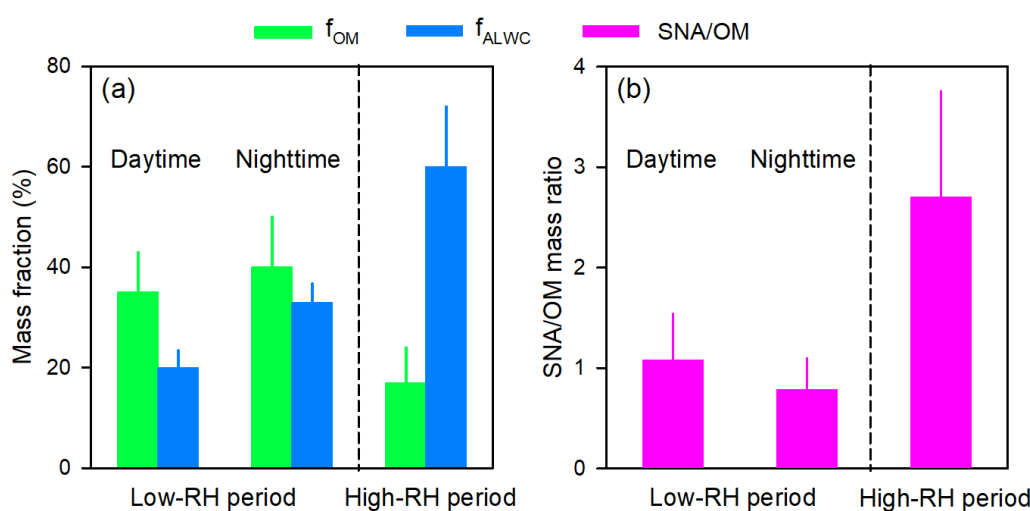 f_OM f_ALWC SNA/OM
(a)
Daytime Nighttime
Mass fraction (%)
80
60
40
20
0
Low-RH period High-RH period
(b)
Daytime Nighttime
SNA/OM mass ratio
4
3
2
1
0
Low-RH period High-RH period